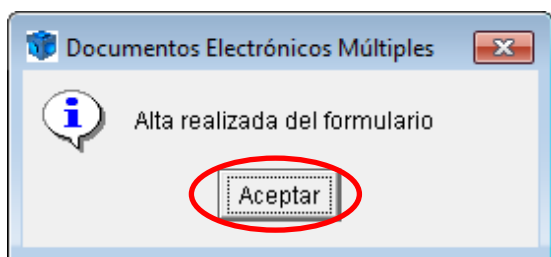 Documentos Electrónicos Múltiples
Alta realizada del formulario
Aceptar